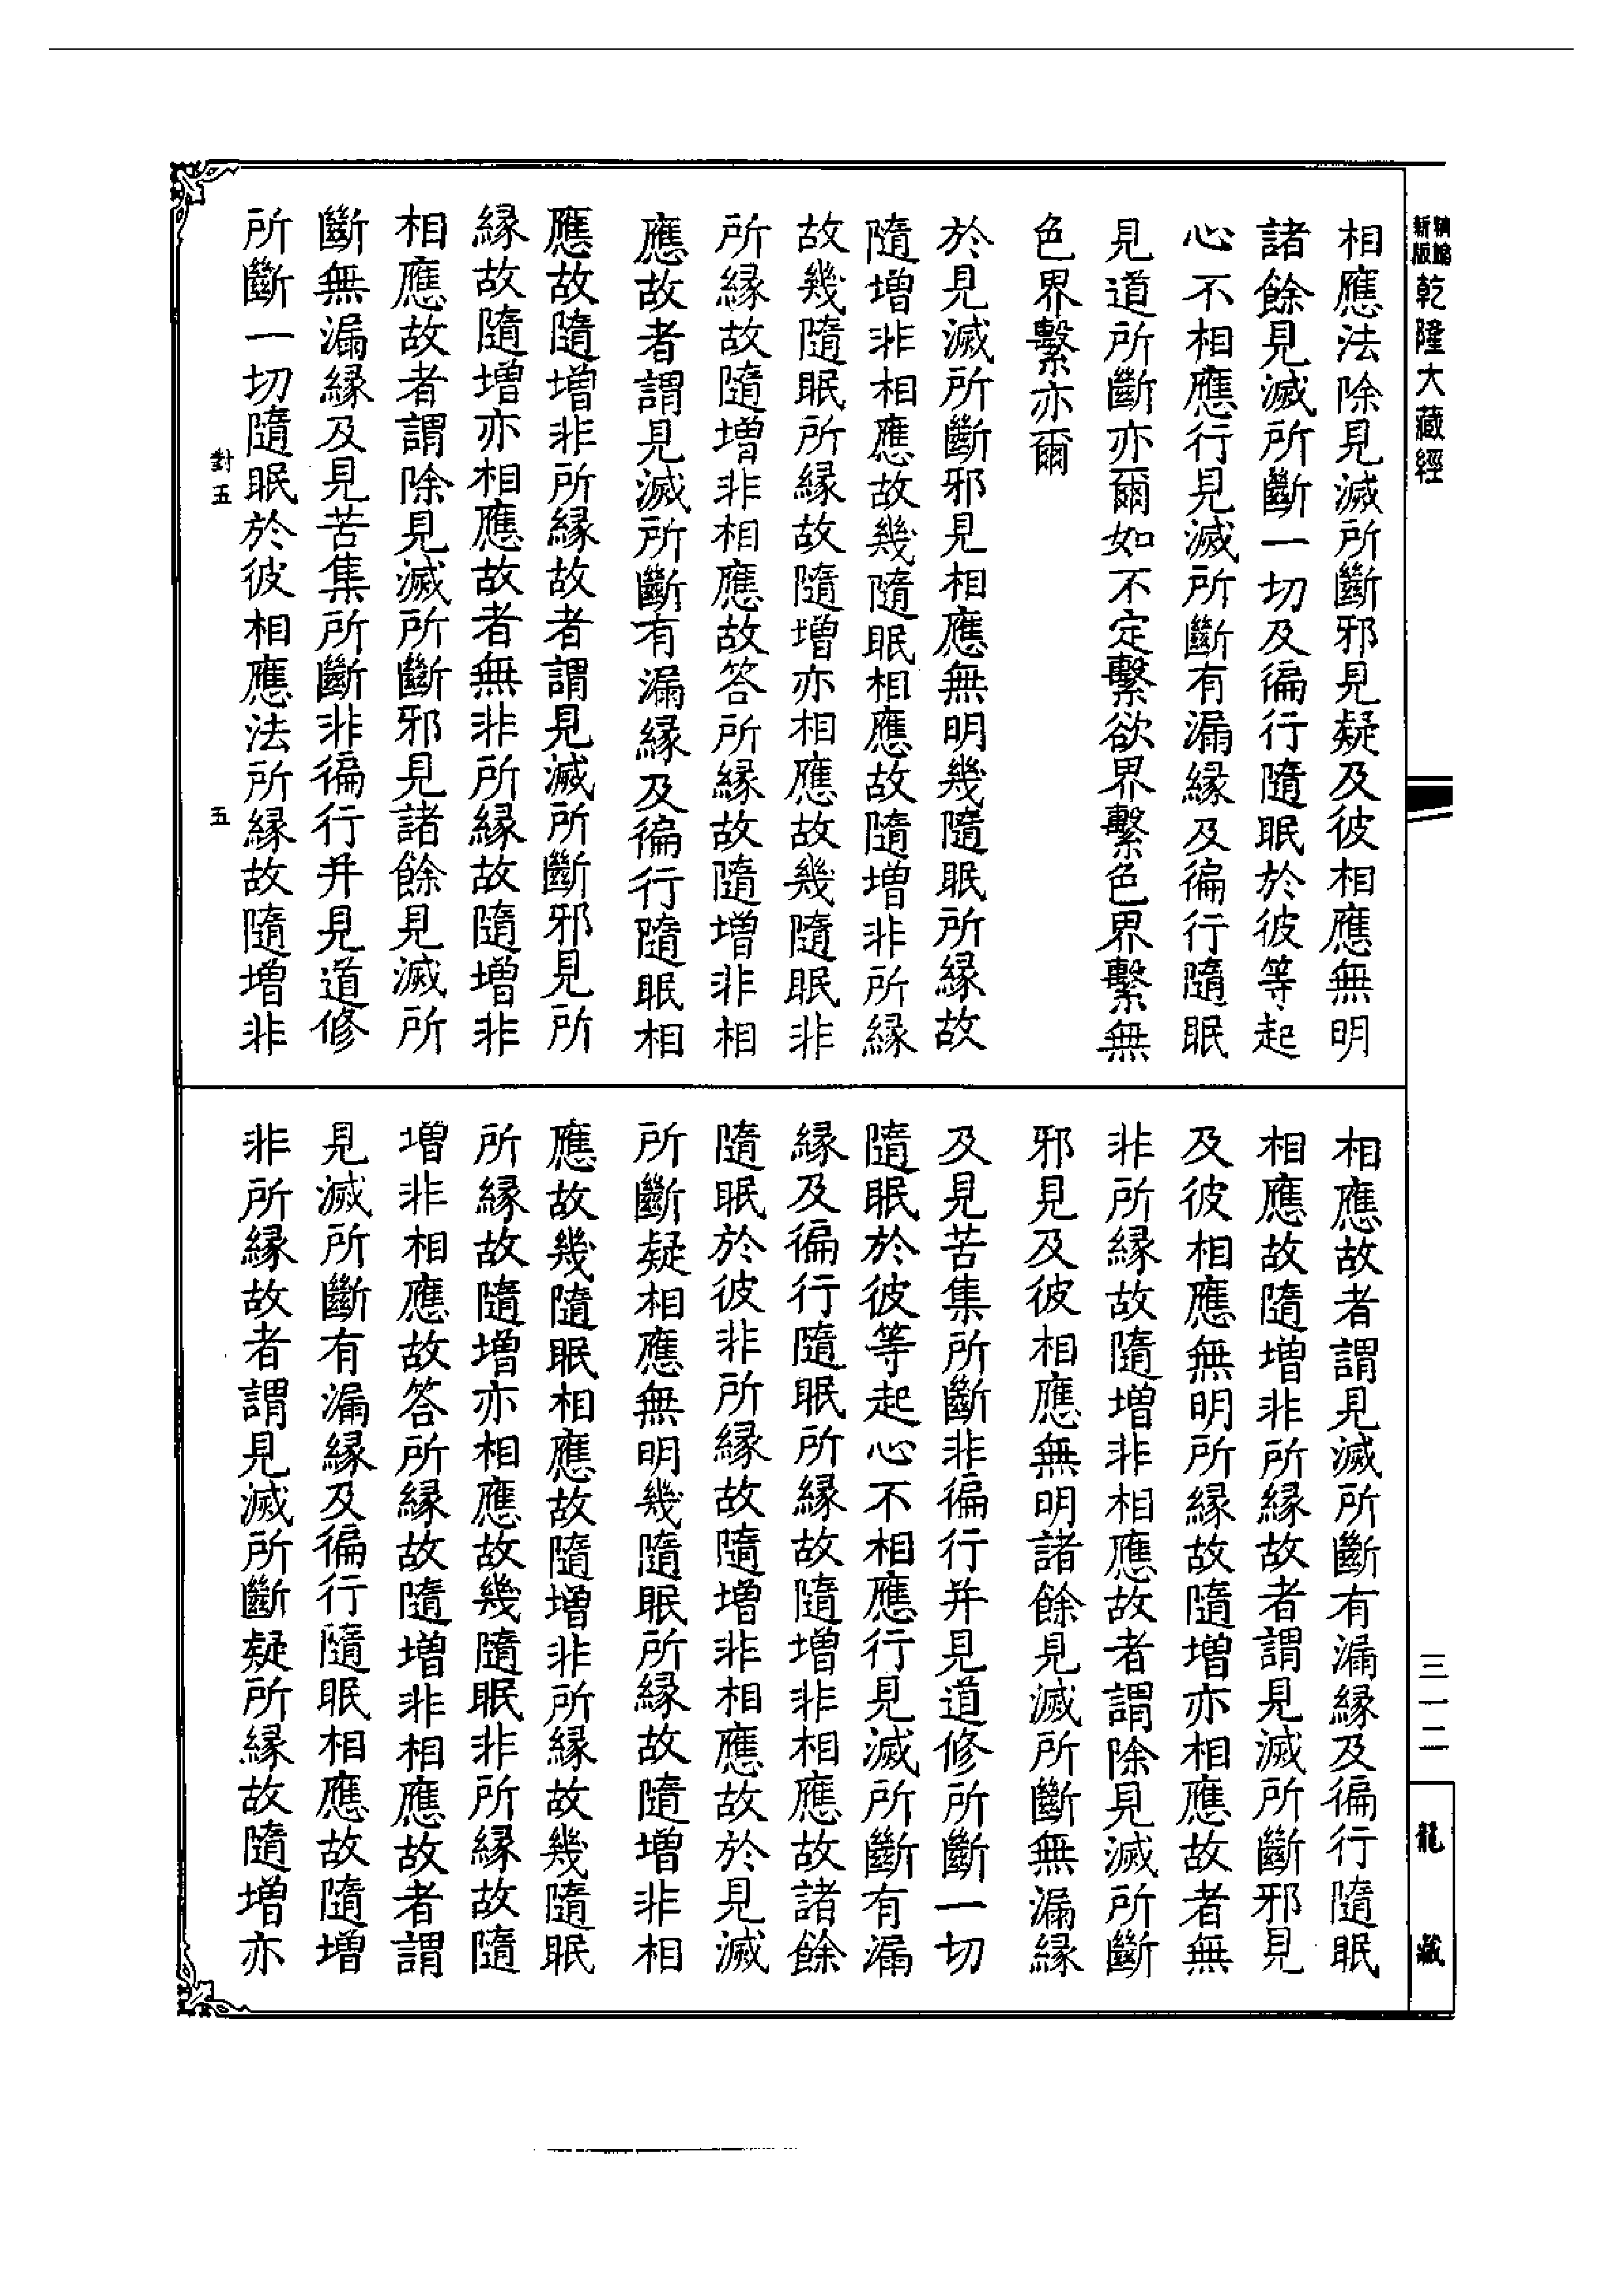 新版
精縮
乾隆大藏經
相應法除見滅所斷邪見疑及彼相應無明
諸餘見滅所斷一切及徧行隨眠於彼等起
心不相應行見滅所斷有漏緣及徧行隨眠
見道所斷亦爾如不定繫欲界繫色界繫無
色界繫亦爾
於見滅所斷邪見相應無明幾隨眠所緣故
隨增非相應故幾隨眠相應故隨增非所緣
故幾隨眠所緣故隨增亦相應故幾隨眠非
所緣故隨增非相應故答所緣故隨增非相
應故者謂見滅所斷有漏緣及徧行隨眠相
應故隨增非所緣故者謂見滅所斷邪見所
緣故隨增亦相應故者無非所緣故隨增非
相應故者謂除見滅所斷邪見諸餘見滅所
斷無漏緣及見苦集所斷非徧行并見道修
所斷一切隨眠於彼相應法所緣故隨增非
對五
五
相應故者謂見滅所斷有漏緣及徧行隨眠
相應故隨增非所緣故者謂見滅所斷邪見
及彼相應無明所緣故隨增亦相應故者無
非所緣故隨增非相應故者謂除見滅所斷
邪見及彼相應無明諸餘見滅所斷無漏緣
及見苦集所斷非徧行并見道修所斷一切
隨眠於彼等起心不相應行見滅所斷有漏
緣及徧行隨眠所緣故隨增非相應故諸餘
隨眠於彼非所緣故隨增非相應故於見滅
所斷疑相應無明幾隨眠所緣故隨增非相
應故幾隨眠相應故隨增非所緣故幾隨眠
所緣故隨增亦相應故幾隨眠非所緣故隨
增非相應故答所緣故隨增非相應故者謂
見滅所斷有漏緣及徧行隨眠相應故隨增
非所緣故者謂見滅所斷疑所緣故隨增亦
三一二
龍藏